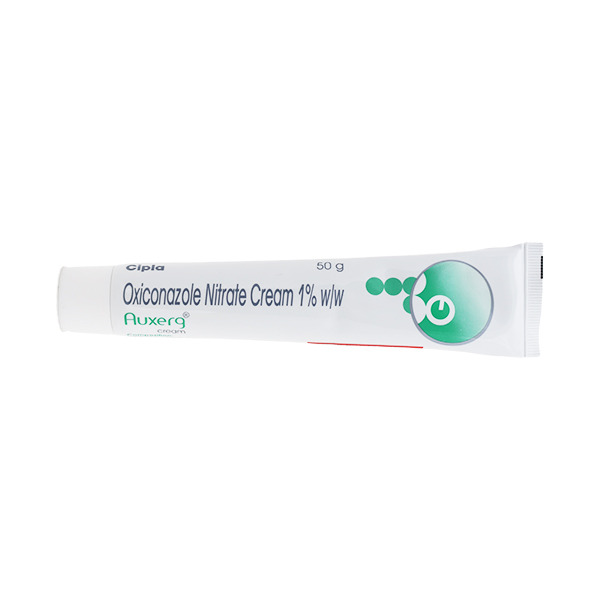 Cipla
50 g
Oxiconazole Nitrate Cream 1% w/w
Auxerg®
cream
G